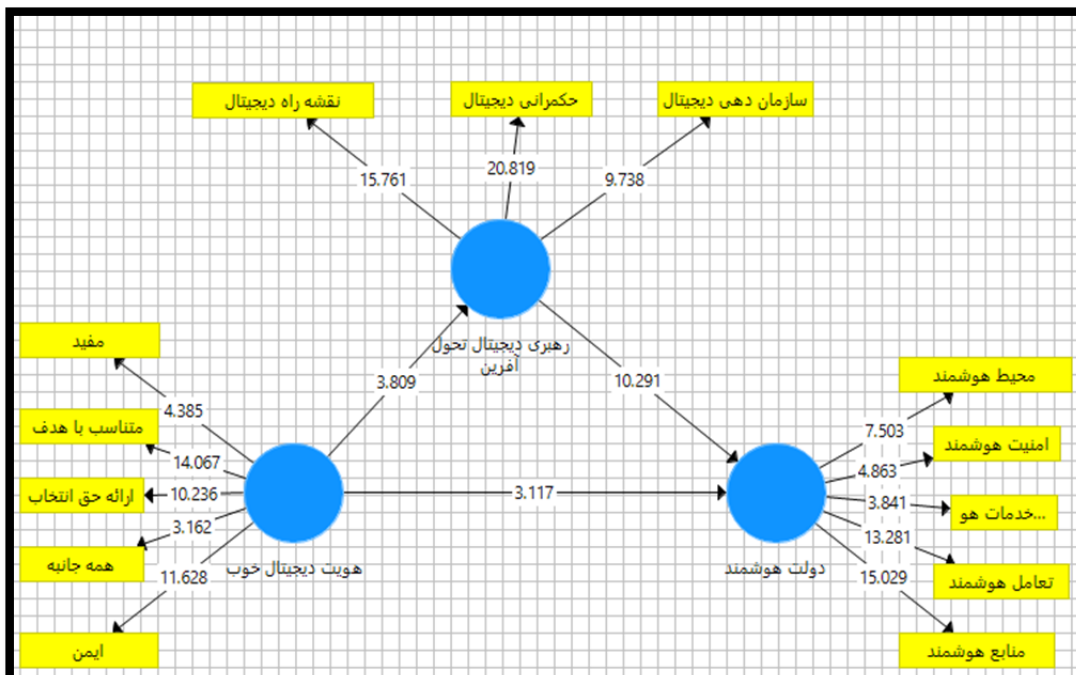 نقشه راه دیجیتال
حکمرانی دیجیتال
سازمان دهی دیجیتال
15.761
20.819
9.738
رهبری دیجیتال تحول
آفرین
3.809
10.291
مفید
متناسب با هدف
ارائه حق انتخاب
همه جانبه
ایمن
4.385
14.067
10.236
3.162
11.628
هویت دیجیتال خوب
3.117
دولت هوشمند
7.503
4.863
3.841
13.281
15.029
محیط هوشمند
امنیت هوشمند
خدمات هو...
تعامل هوشمند
منابع هوشمند